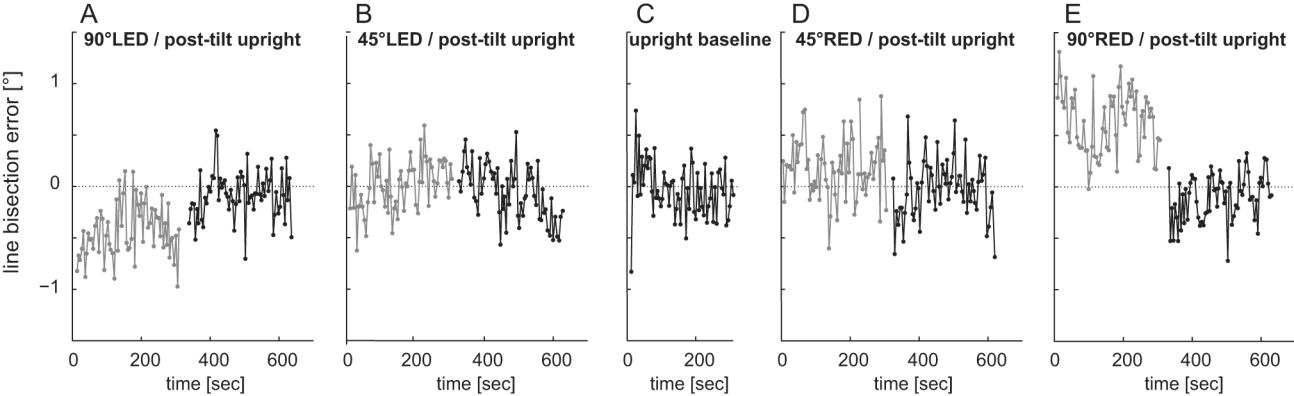 A B C D E
90°LED / post-tilt upright 45°LED / post-tilt upright upright baseline 45°RED / post-tilt upright 90°RED / post-tilt upright
line bisection error [°]
1
0
−1
0 200 400 600 0 200 400 600 0 200 0 200 400 600 0 200 400 600
time [sec] time [sec] time [sec] time [sec] time [sec]